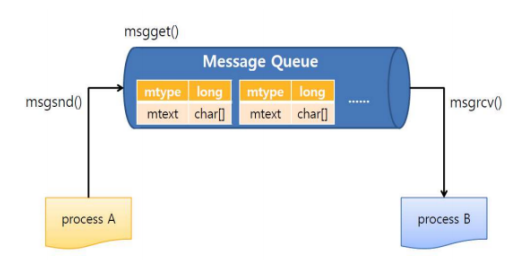 msgget()
Message Queue
msgsnd()
mtype long mtype long
mtext char[] mtext char[] ......
msgrcv()
process A
process B